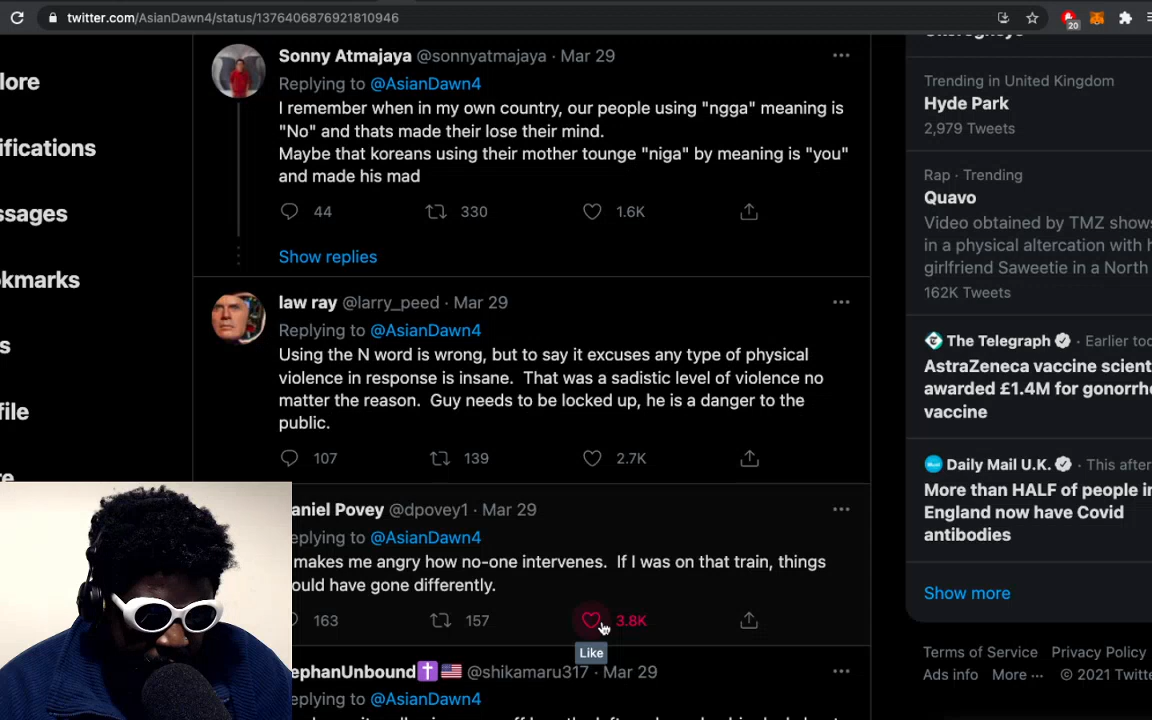 twitter.com/AsianDawn4/status/1376406876921810946
20
lore
ifications
ssages
okmarks
s
file
Sonny Atmajaya @sonnyatmajaya · Mar 29
Replying to @AsianDawn4
I remember when in my own country, our people using "ngga" meaning is
"No" and thats made their lose their mind.
Maybe that koreans using their mother tounge "niga" by meaning is "you"
and made his mad
44 330 1.6K
Show replies
law ray @larry_peed · Mar 29
Replying to @AsianDawn4
Using the N word is wrong, but to say it excuses any type of physical
violence in response is insane. That was a sadistic level of violence no
matter the reason. Guy needs to be locked up, he is a danger to the
public.
107 139 2.7K
aniel Povey @dpovey1 · Mar 29
eplying to @AsianDawn4
makes me angry how no-one intervenes. If I was on that train, things
ould have gone differently.
163 157 3.8K
Like
ephanUnbound @shikamaru317 · Mar 29
eplying to @AsianDawn4
Trending in United Kingdom
Hyde Park
2,979 Tweets
Rap · Trending
Quavo
Video obtained by TMZ shows
in a physical altercation with h
girlfriend Saweetie in a North
162K Tweets
The Telegraph · Earlier too
AstraZeneca vaccine scient
awarded £1.4M for gonorrhe
vaccine
Daily Mail U.K. · This after
More than HALF of people in
England now have Covid
antibodies
Show more
Terms of Service Privacy Policy
Ads info More ··· © 2021 Twitte